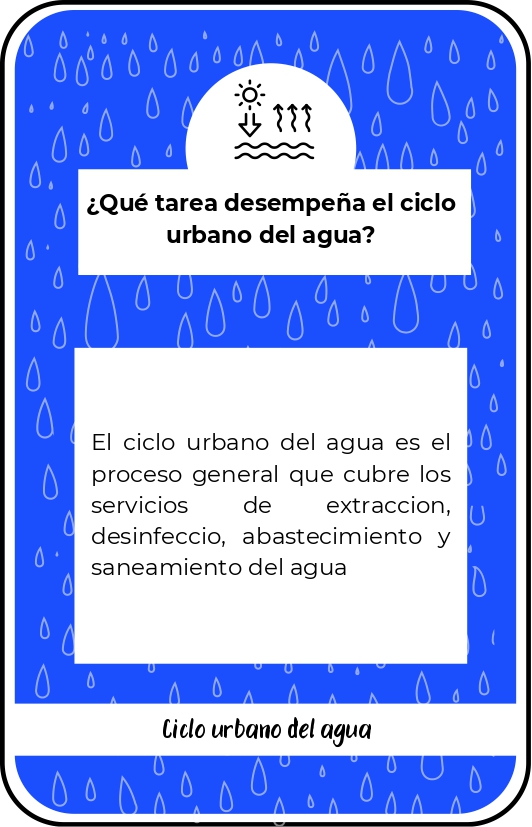 ¿Qué tarea desempeña el ciclo
urbano del agua?
El ciclo urbano del agua es el
proceso general que cubre los
servicios de extraccion,
desinfeccio, abastecimiento y
saneamiento del agua
Ciclo urbano del agua